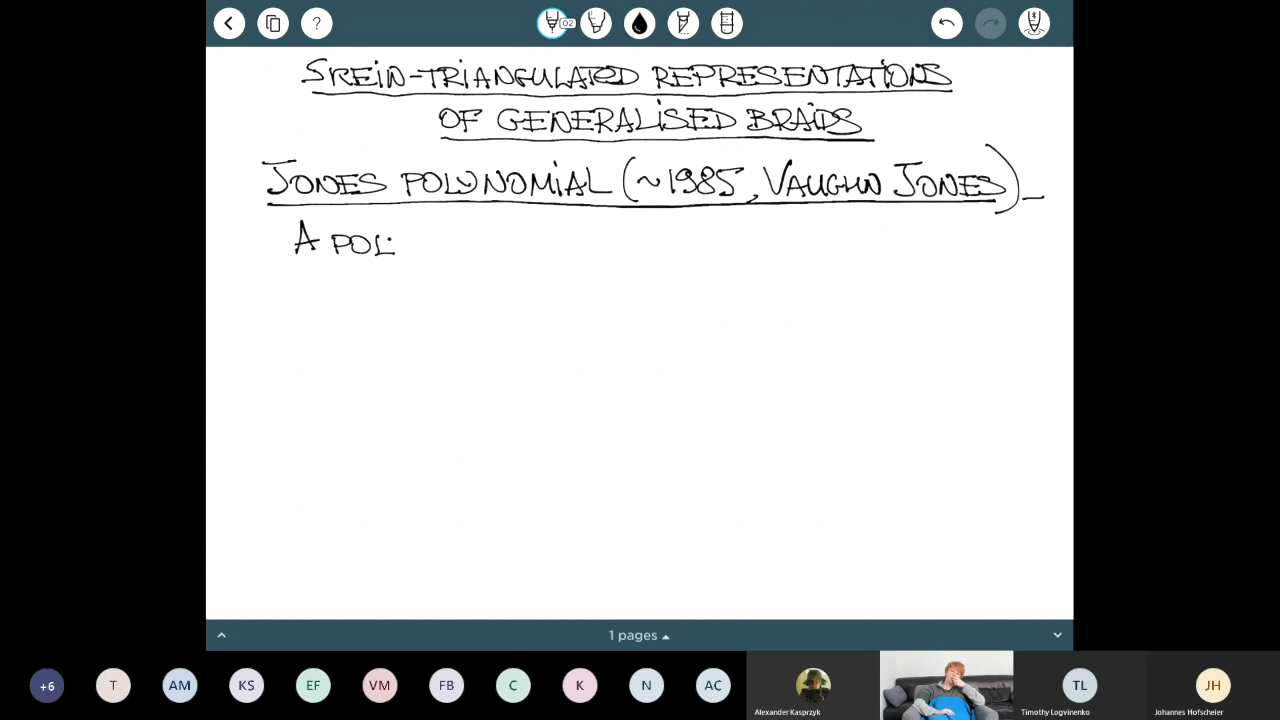 ?
02
SKEIN-TRIANGULATED REPRESENTATIONS
OF GENERALISED BRAIDS
JONES POLYNOMIAL (~1985, VAUGHN JONES) –
A POL
1 pages
+6
T
AM
KS
EF
VM
FB
C
K
N
AC
Alexander Kasprzyk
TL
Timothy Logvinenko
JH
Johannes Hofscheier